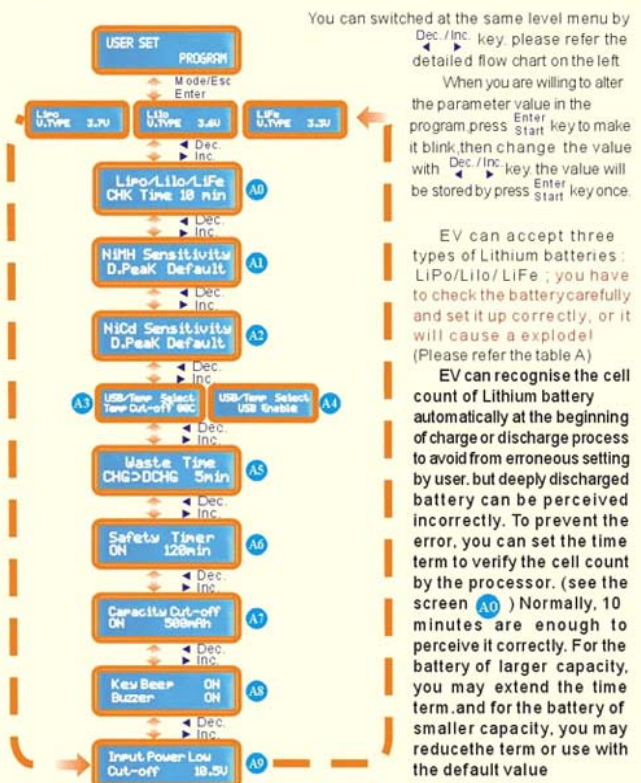 USER SET
PROGRAM
Mode/Esc
Enter
Lipo
V.TYPE 3.7V
Lilo
V.TYPE 3.6V
LiFe
V.TYPE 3.3V
Dec.
Inc.
Lipo/Lilo/LiFe
CHK Time 10 min
A0
Dec.
Inc.
NiMH Sensitivity
D.Peak Default
A1
Dec.
Inc.
NiCd Sensitivity
D.Peak Default
A2
Dec.
Inc.
A3
USB/Temp Select
Temp Cut-off
USB/Temp Select
USB Enable
A4
Dec.
Inc.
Waste Time
CHG>DCHG 5min
A5
Dec.
Inc.
Safety Timer
ON 120min
A6
Dec.
Inc.
Capacity Cut-off
ON 500mAh
A7
Dec.
Inc.
Key Beep ON
Buzzer ON
A8
Dec.
Inc.
Input Power Low
Cut-off 10.5V
A9
You can switched at the same level menu by
Dec./Inc. key. please refer the
detailed flow chart on the left
When you are willing to alter
the parameter value in the
program,press Enter Start key to make
it blink,then change the value
with Dec./Inc. key. the value will
be stored by press Enter Start key once.
EV can accept three
types of Lithium batteries :
LiPo/Lilo/ LiFe ; you have
to check the batterycarefully
and set it up correctly, or it
will cause a explode!
(Please refer the table A)
EV can recognise the cell
count of Lithium battery
automatically at the beginning
of charge or discharge process
to avoid from erroneous setting
by user. but deeply discharged
battery can be perceived
incorrectly. To prevent the
error, you can set the time
term to verify the cell count
by the processor. (see the
screen A0 ) Normally, 10
minutes are enough to
perceive it correctly. For the
battery of larger capacity,
you may extend the time
term.and for the battery of
smaller capacity, you may
reducethe term or use with
the default value